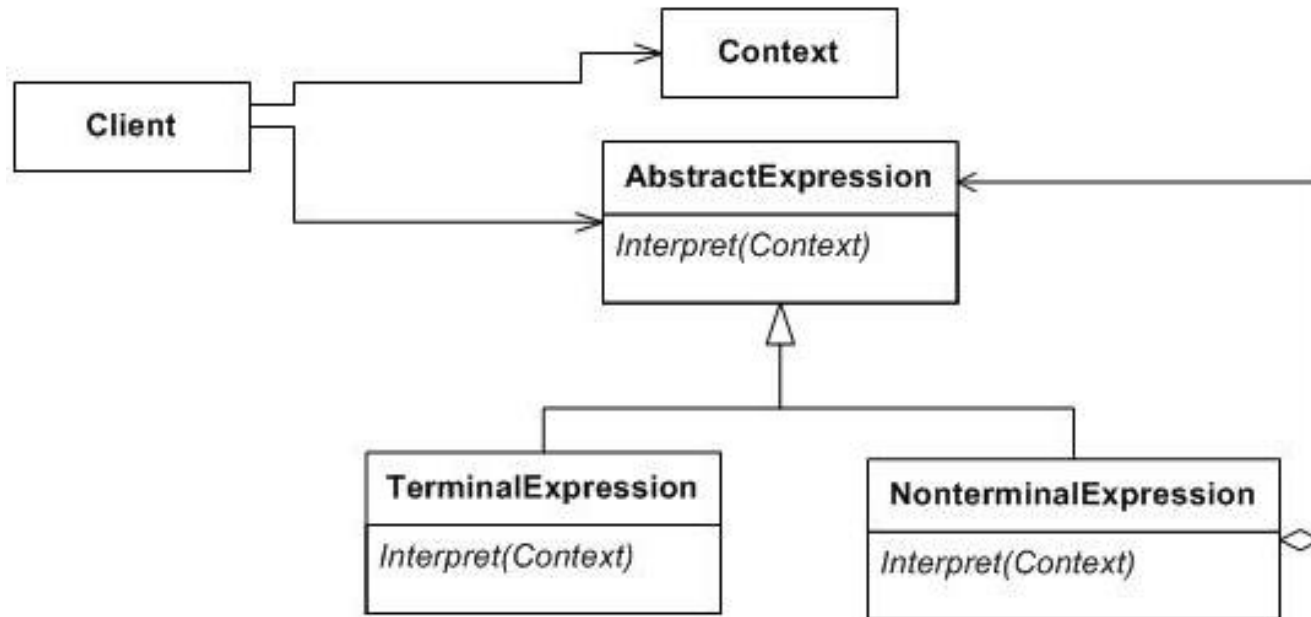 Context
Client
AbstractExpression
Interpret(Context)
TerminalExpression
Interpret(Context)
NonterminalExpression
Interpret(Context)